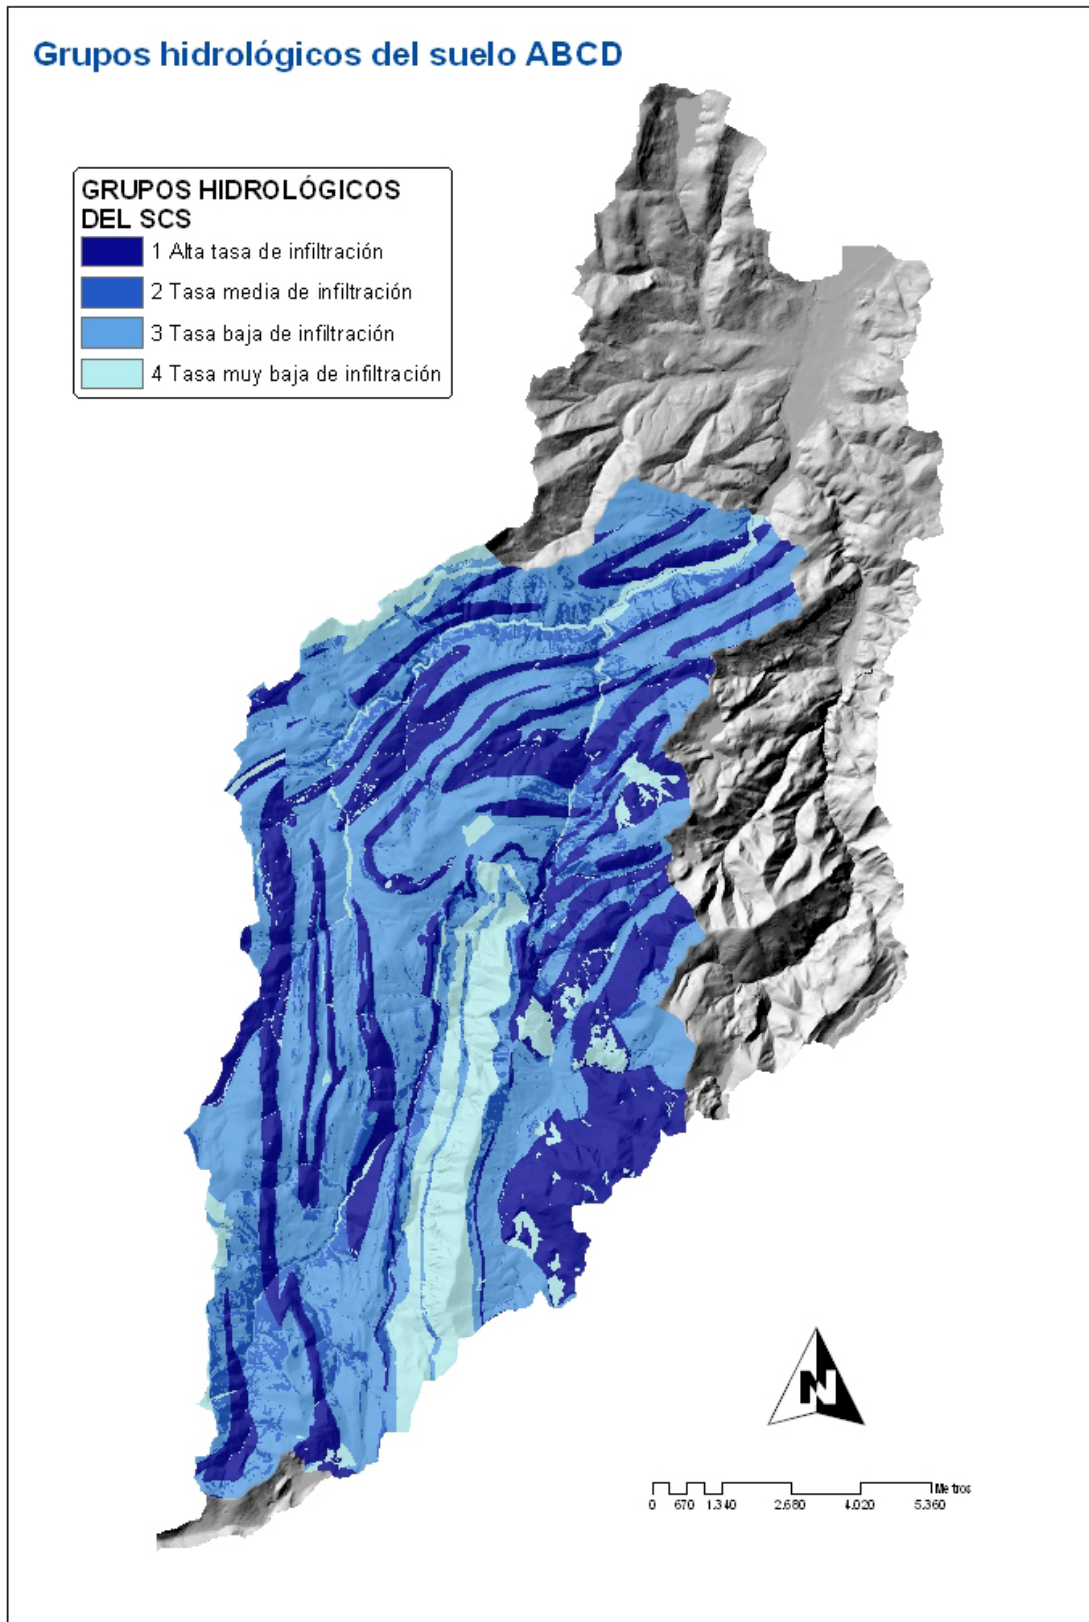 Grupos hidrológicos del suelo ABCD
GRUPOS HIDROLÓGICOS
DEL SCS
1 Alta tasa de infiltración
2 Tasa media de infiltración
3 Tasa baja de infiltración
4 Tasa muy baja de infiltración
N
Metros
0 670 1.340 2.680 4.020 5.360